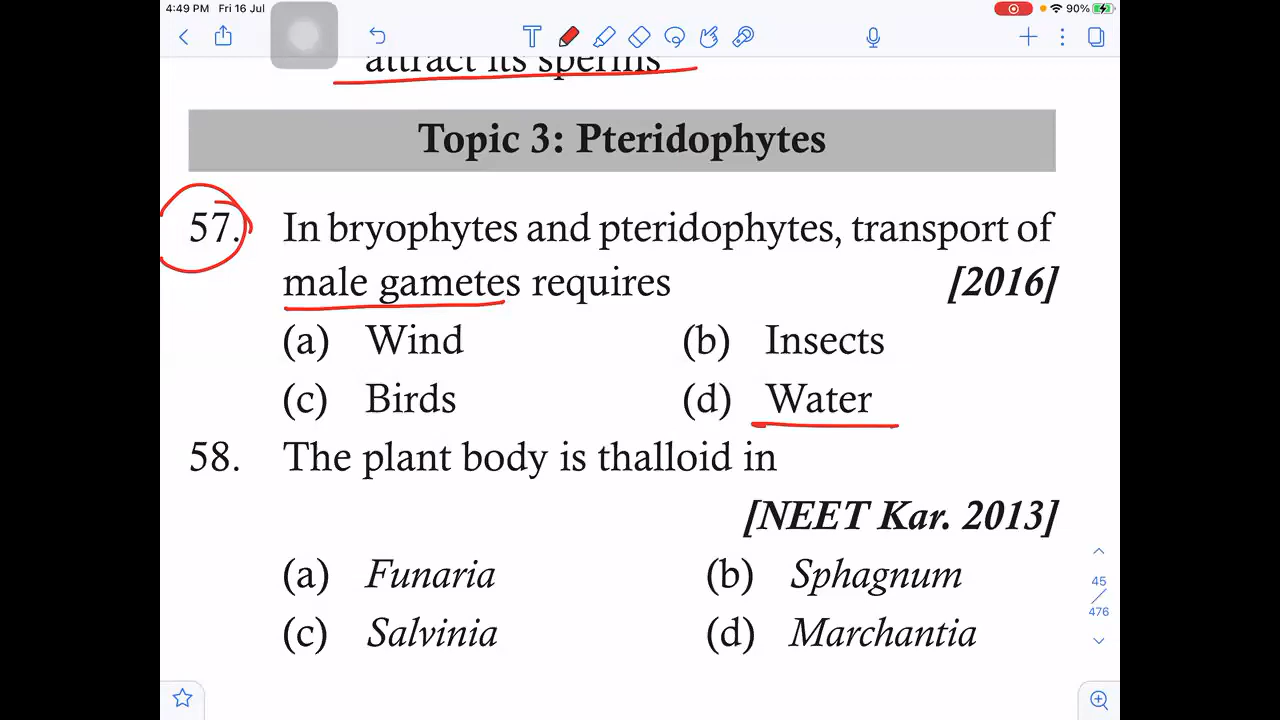 4:49 PM Fri 16 Jul
90%
T
attract its sperms
Topic 3: Pteridophytes
57. In bryophytes and pteridophytes, transport of
male gametes requires [2016]
(a) Wind (b) Insects
(c) Birds (d) Water
58. The plant body is thalloid in
[NEET Kar. 2013]
(a) Funaria (b) Sphagnum
(c) Salvinia (d) Marchantia
45
476